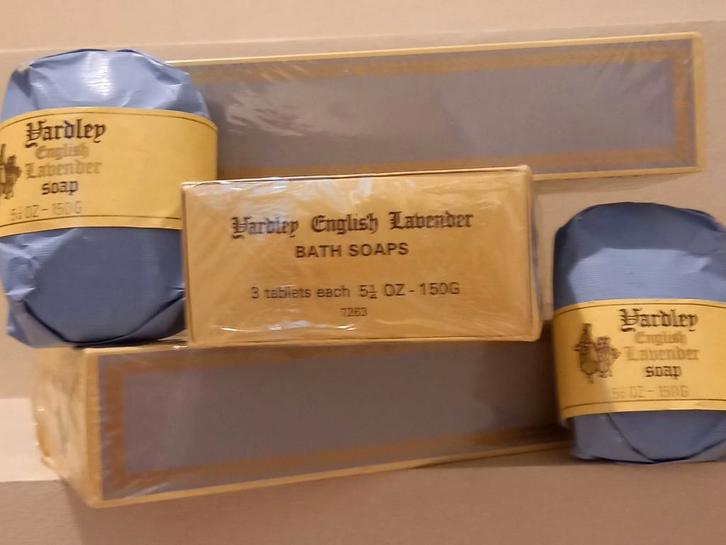 Yardley
English
Lavender
soap
5¼ OZ - 150G
Yardley English Lavender
BATH SOAPS
3 tablets each 5¼ OZ - 150G
7263
Yardley
English
Lavender
soap
5¼ OZ - 150G